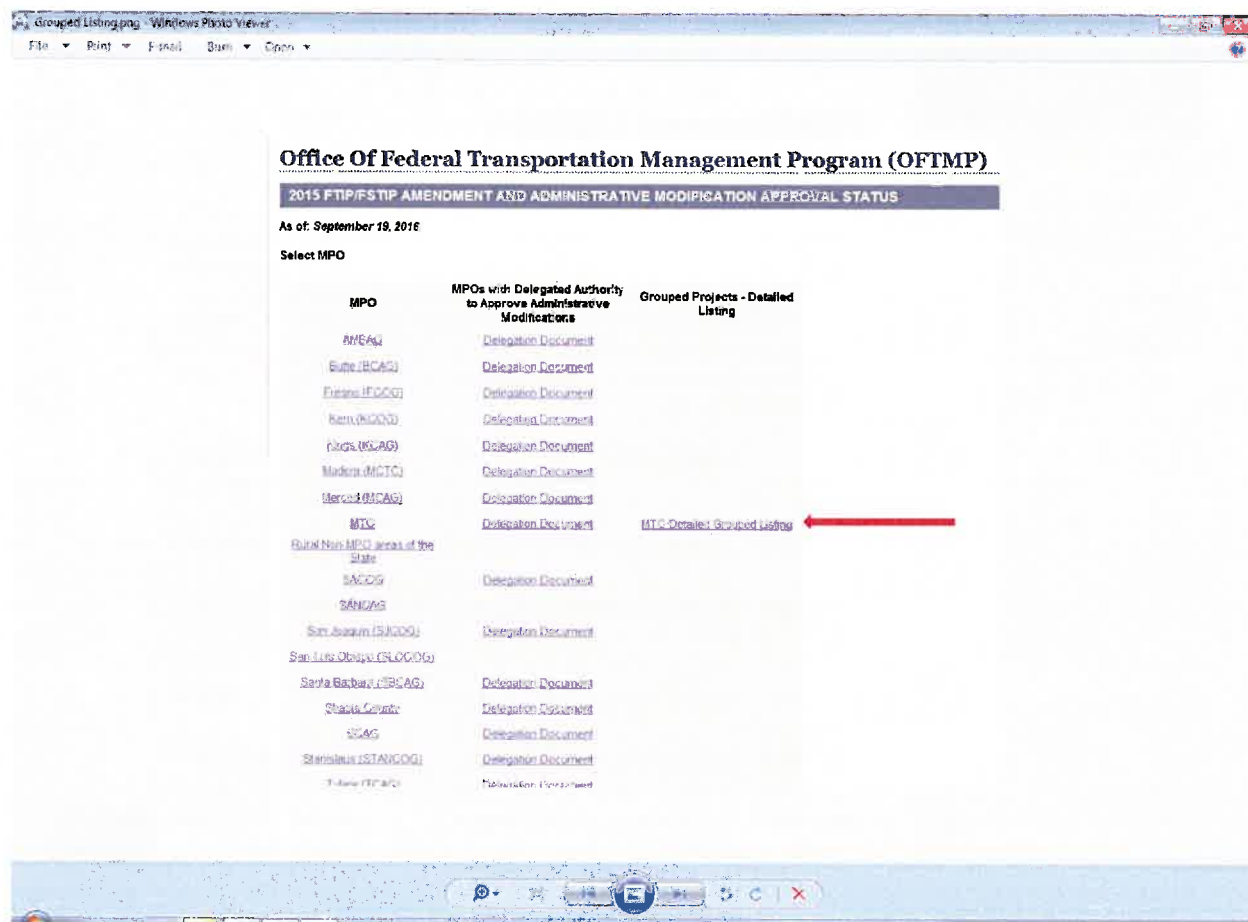 Grouped Listing.png - Windows Photo Viewer
File Print E-mail Burn Open
Office Of Federal Transportation Management Program (OFTMP)
2015 FTIP/FSTIP AMENDMENT AND ADMINISTRATIVE MODIFICATION APPROVAL STATUS
As of: September 19, 2016
Select MPO
MPO
MPOs with Delegated Authority
to Approve Administrative
Modifications
Grouped Projects - Detailed
Listing
AMBAG Delegation Document
Butte (BCAG) Delegation Document
Fresno (FCOG) Delegation Document
Kern (KCOG) Delegation Document
Kings (KCAG) Delegation Document
Madera (MCTC) Delegation Document
Merced (MCAG) Delegation Document
MTC Delegation Document MTC Detailed Grouped Listing
Rural Non-MPO areas of the
State
SACOG Delegation Document
SANDAG
San Joaquin (SJCOG) Delegation Document
San Luis Obispo (SLOCOG)
Santa Barbara (SBCAG) Delegation Document
Shasta County Delegation Document
SCAG Delegation Document
Stanislaus (STANCOG) Delegation Document
Tulare (TCAG) Delegation Document